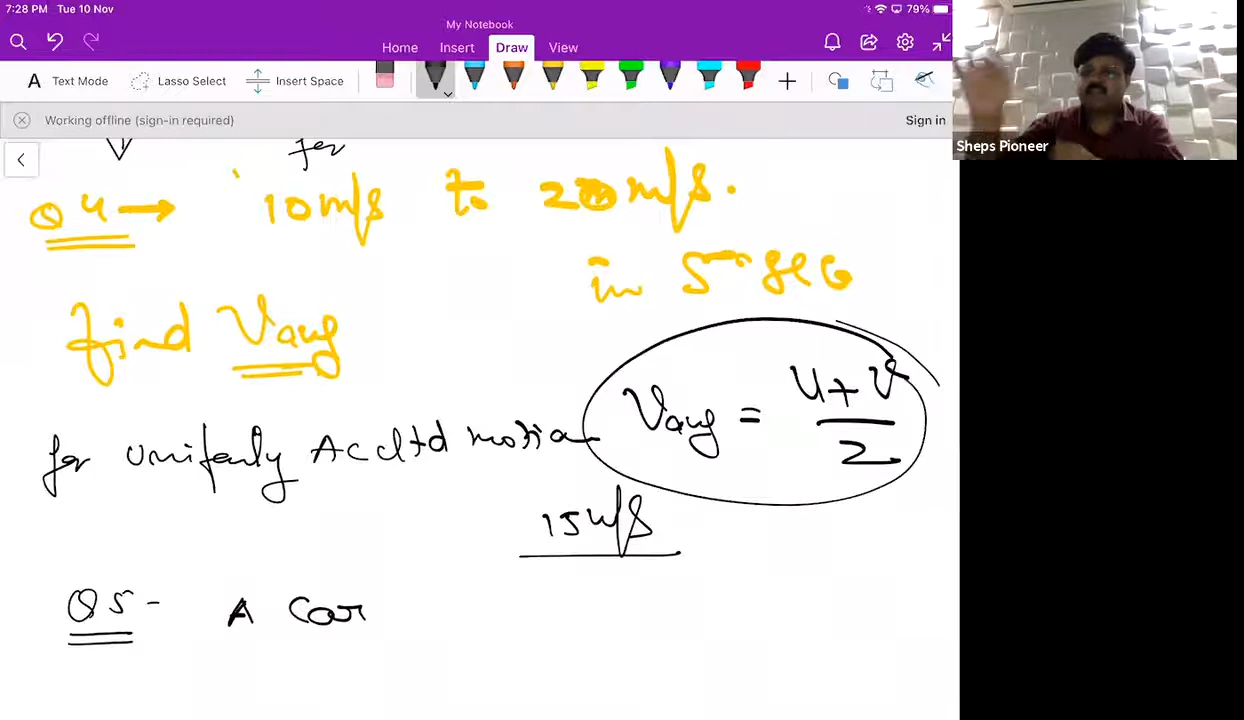 7:28 PM Tue 10 Nov
79%
My Notebook
Home Insert Draw View
A Text Mode Lasso Select Insert Space
Working offline (sign-in required) Sign in
Sheps Pioneer
for
Q4 → 10m/s to 20m/s.
in 5 sec
find Vavg
for uniformly Accltd motion Vavg = u+v/2
15m/s
Q5- A car